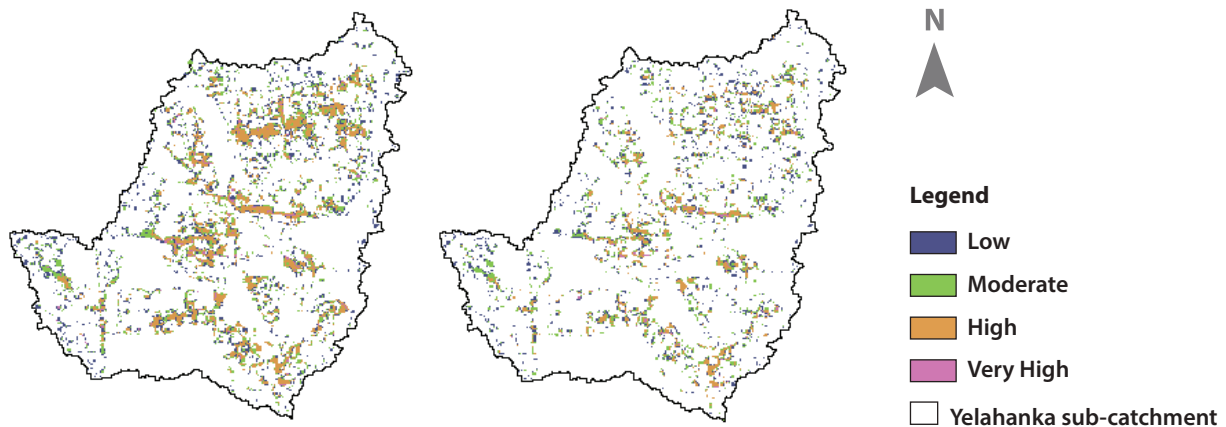 N
Legend
Low
Moderate
High
Very High
Yelahanka sub-catchment